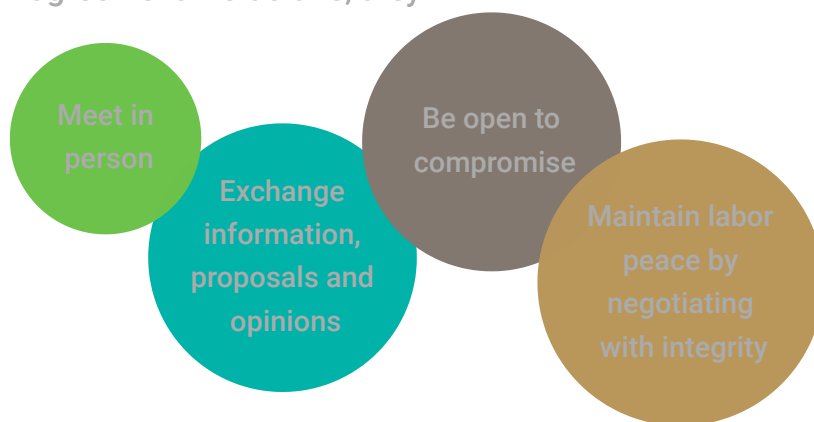 Meet in
person
Exchange
information,
proposals and
opinions
Be open to
compromise
Maintain labor
peace by
negotiating
with integrity